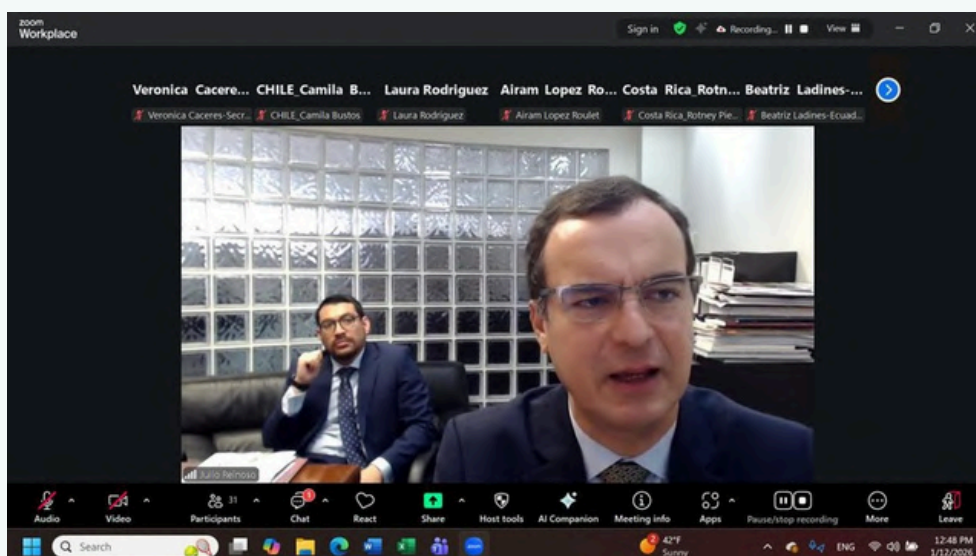 zoom
Workplace
Sign in
Recording...
View
Veronica Cacere...
CHILE_Camila B...
Laura Rodriguez
Airam Lopez Ro...
Costa Rica_Rotn...
Beatriz Ladines-...
Veronica Caceres-Secr...
CHILE_Camila Bustos
Laura Rodriguez
Airam Lopez Roulet
Costa Rica_Rotney Pie...
Beatriz Ladines-Ecuad...
Julio Reinoso
31
Audio
Video
Participants
Chat
React
Share
Host tools
AI Companion
Meeting info
Apps
Pause/stop recording
More
Leave
Search
2
42°F
Sunny
ENG
12:48 PM
1/12/2026